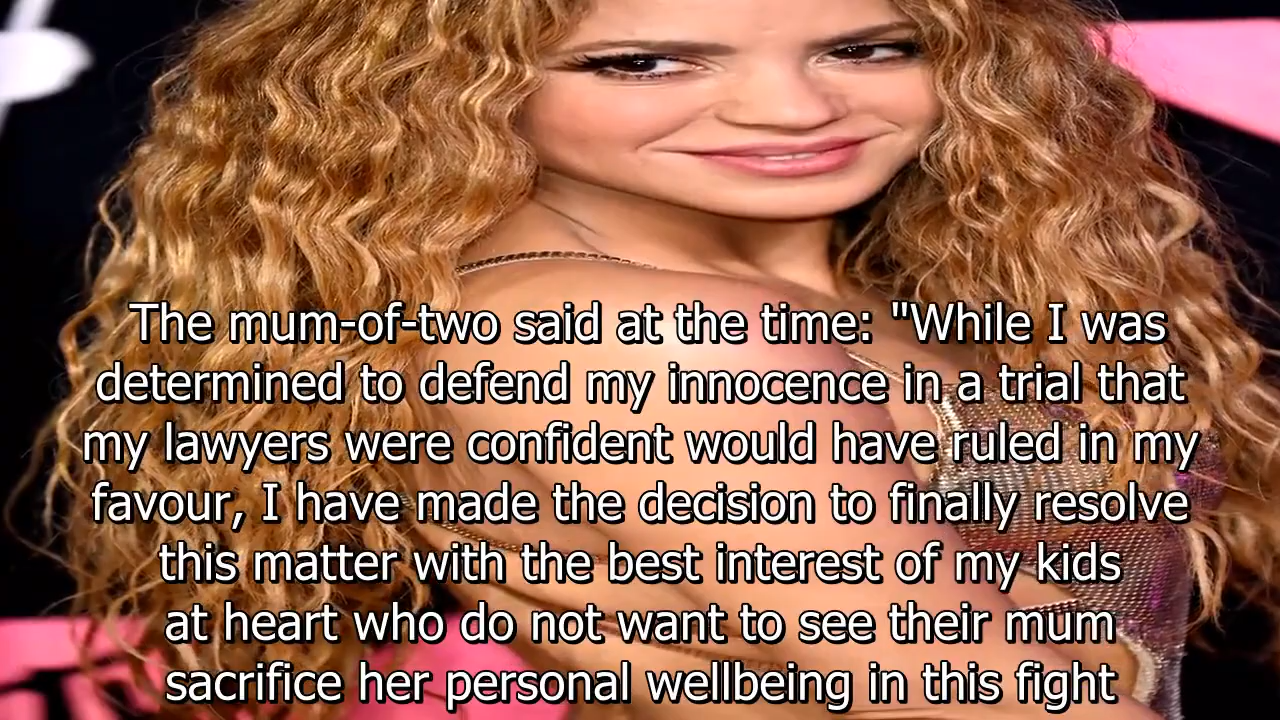 The mum-of-two said at the time: "While I was
determined to defend my innocence in a trial that
my lawyers were confident would have ruled in my
favour, I have made the decision to finally resolve
this matter with the best interest of my kids
at heart who do not want to see their mum
sacrifice her personal wellbeing in this fight